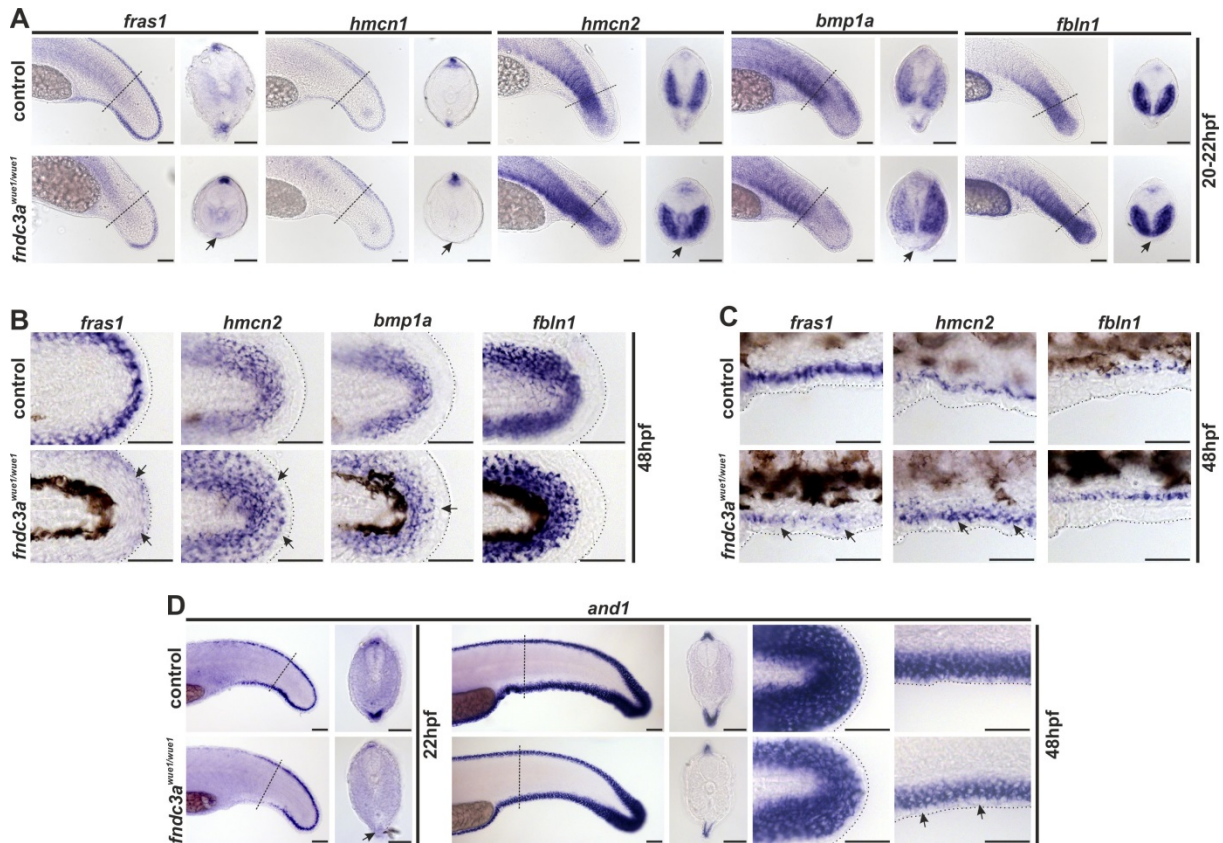 A
fras1 hmcn1 hmcn2 bmp1a fbln1
control
fndc3a wue1/wue1
20-22hpf
B
fras1 hmcn2 bmp1a fbln1
control
fndc3a wue1/wue1
48hpf
C
fras1 hmcn2 fbln1
control
fndc3a wue1/wue1
48hpf
D
and1
control
fndc3a wue1/wue1
22hpf
48hpf